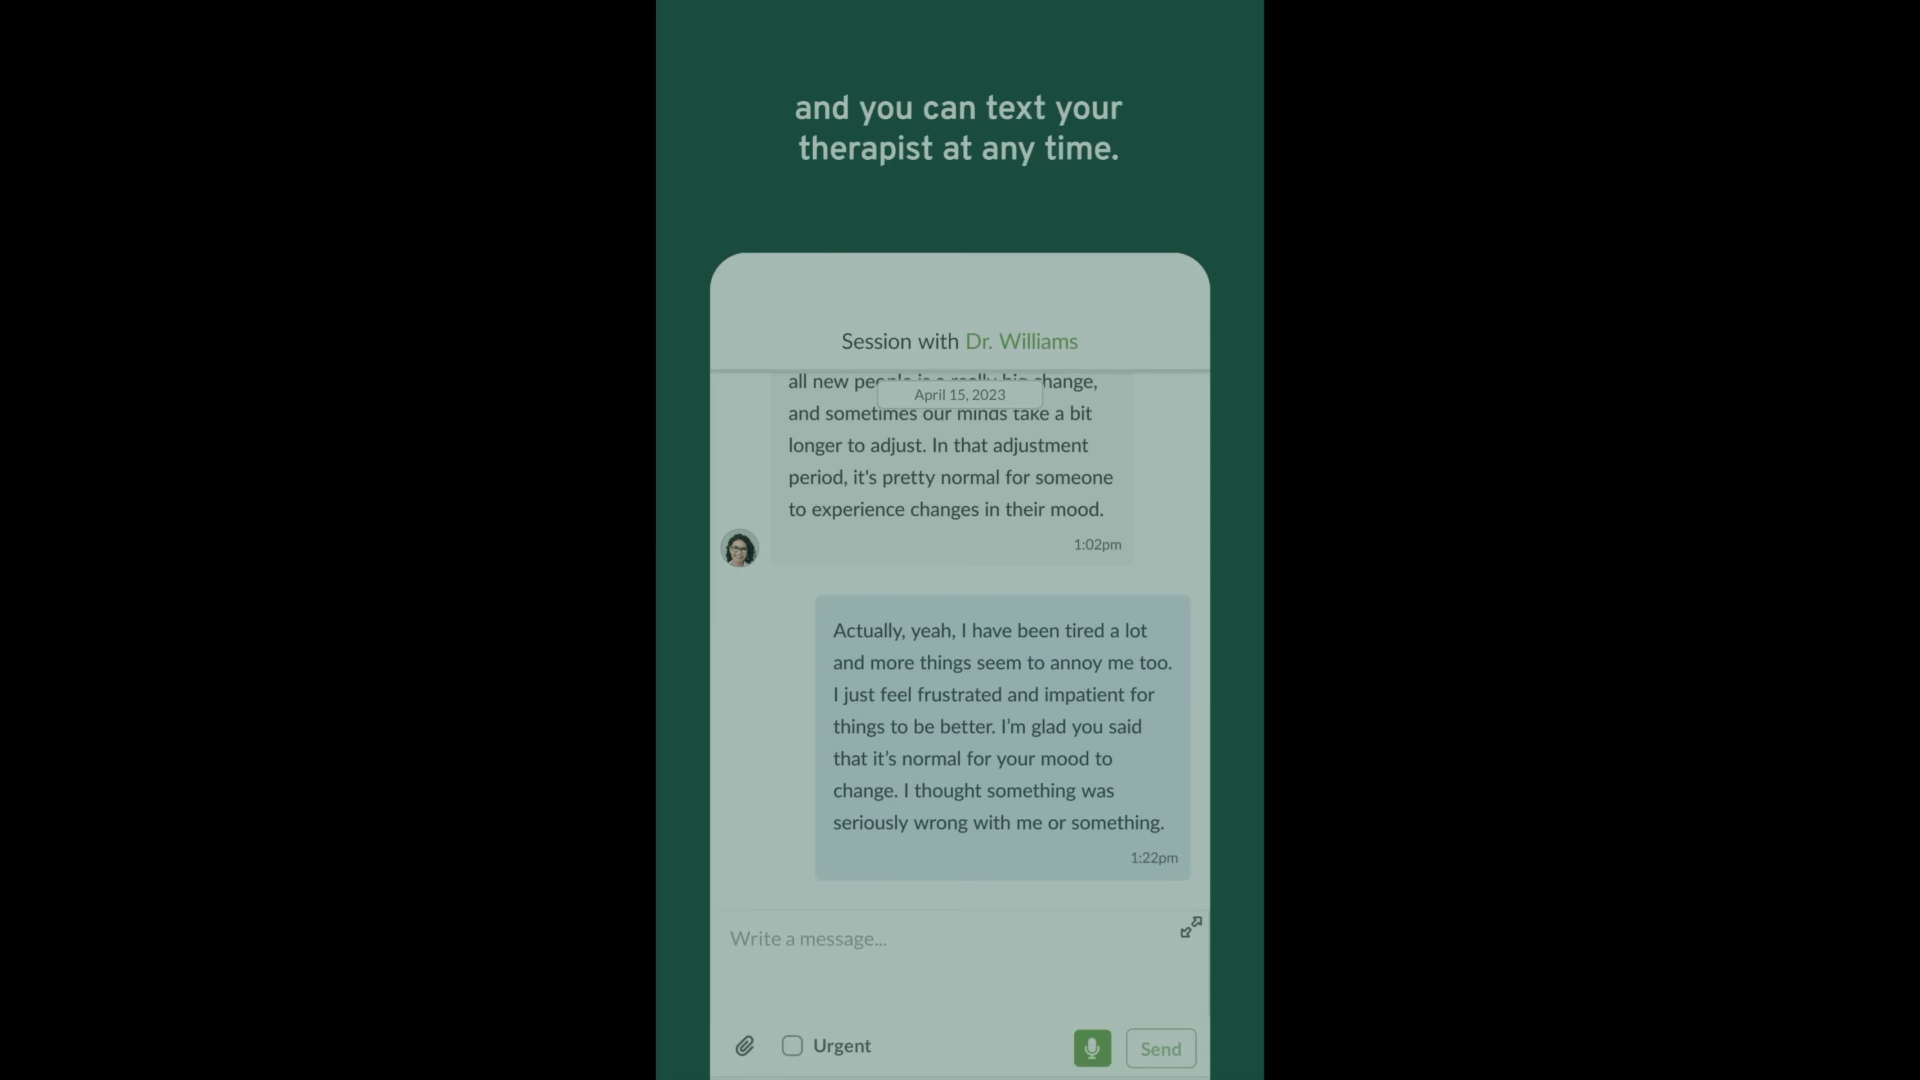 and you can text your
therapist at any time.
Session with Dr. Williams
all new change,
April 15, 2023
and sometimes our minds take a bit
longer to adjust. In that adjustment
period, it's pretty normal for someone
to experience changes in their mood.
1:02pm
Actually, yeah, I have been tired a lot
and more things seem to annoy me too.
I just feel frustrated and impatient for
things to be better. I’m glad you said
that it’s normal for your mood to
change. I thought something was
seriously wrong with me or something.
1:22pm
Write a message...
Urgent
Send